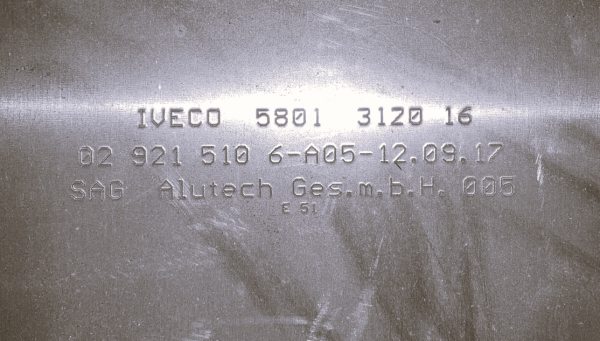 IVECO 5801 3120 16
02 921 510 6-A05-12.09.17
SAG Alutech Ges.m.b.H. 005
E 51